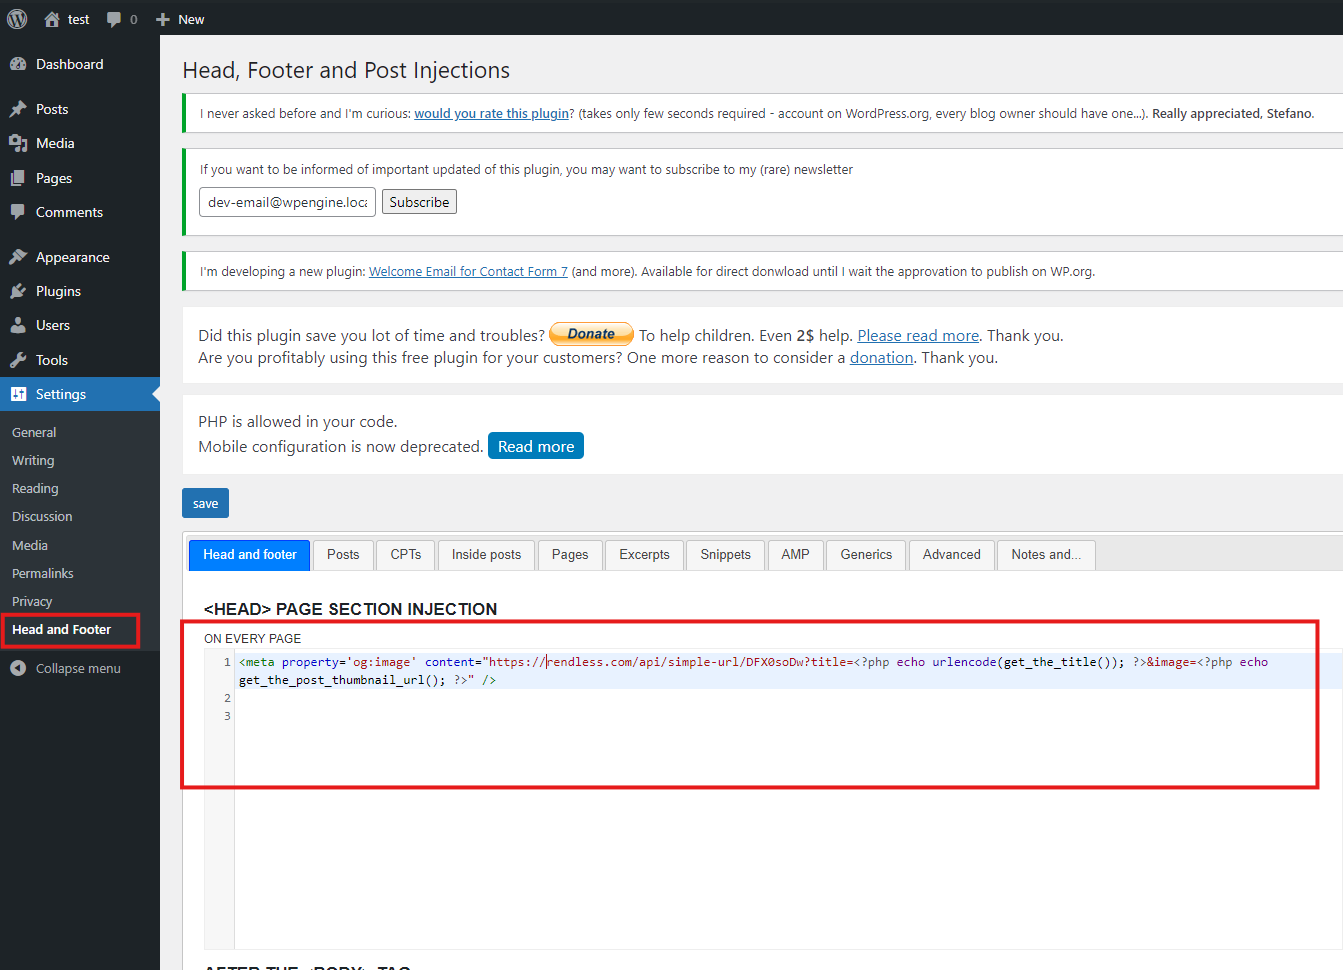 test 0 New
Dashboard
Posts
Media
Pages
Comments
Appearance
Plugins
Users
Tools
Settings
General
Writing
Reading
Discussion
Media
Permalinks
Privacy
Head and Footer
Collapse menu
Head, Footer and Post Injections
I never asked before and I'm curious: would you rate this plugin? (takes only few seconds required - account on WordPress.org, every blog owner should have one...). Really appreciated, Stefano.
If you want to be informed of important updated of this plugin, you may want to subscribe to my (rare) newsletter
dev-email@wpengine.loca Subscribe
I'm developing a new plugin: Welcome Email for Contact Form 7 (and more). Available for direct donwload until I wait the approvation to publish on WP.org.
Did this plugin save you lot of time and troubles? Donate To help children. Even 2$ help. Please read more. Thank you.
Are you profitably using this free plugin for your customers? One more reason to consider a donation. Thank you.
PHP is allowed in your code.
Mobile configuration is now deprecated. Read more
save
Head and footer Posts CPTs Inside posts Pages Excerpts Snippets AMP Generics Advanced Notes and...
<HEAD> PAGE SECTION INJECTION
ON EVERY PAGE
1 <meta property='og:image' content="https://rendless.com/api/simple-url/DFX0soDw?title=<?php echo urlencode(get_the_title()); ?>&image=<?php echo
get_the_post_thumbnail_url(); ?>" />
2
3
AFTER THE <BODY> TAG